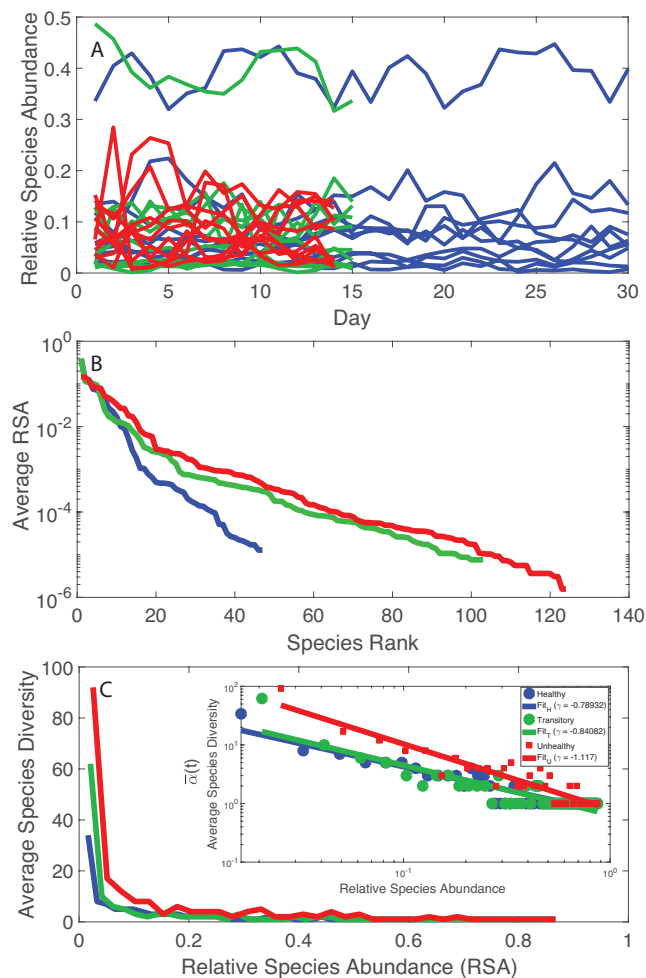 0.5
A
0.4
0.3
0.2
0.1
0
0 5 10 15 20 25 30
Relative Species Abundance
Day
10^0
B
10^-2
10^-4
10^-6
0 20 40 60 80 100 120 140
Average RSA
Species Rank
100
C
80
60
40
20
0
0 0.2 0.4 0.6 0.8 1
Average Species Diversity
Relative Species Abundance (RSA)
10^2
10^1
10^0
10^-1
10^-1 10^0
α(t)
Average Species Diversity
Relative Species Abundance
Healthy
Fit_H (γ = -0.78932)
Transitory
Fit_T (γ = -0.84082)
Unhealthy
Fit_U (γ = -1.117)